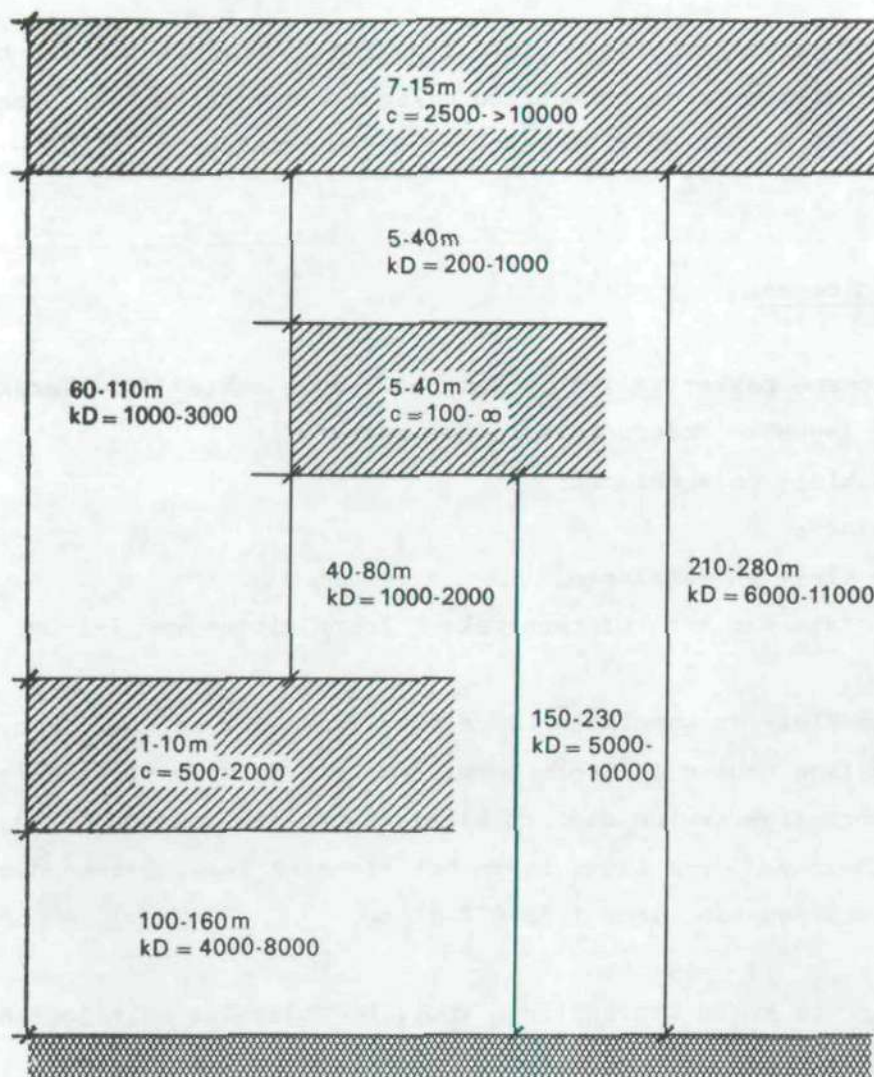 7-15m
c = 2500- >10000
5-40m
kD = 200-1000
60-110m
kD = 1000-3000
5-40m
c = 100- ∞
40-80m
kD = 1000-2000
210-280m
kD = 6000-11000
150-230
kD = 5000-
10000
1-10m
c = 500-2000
100-160m
kD = 4000-8000